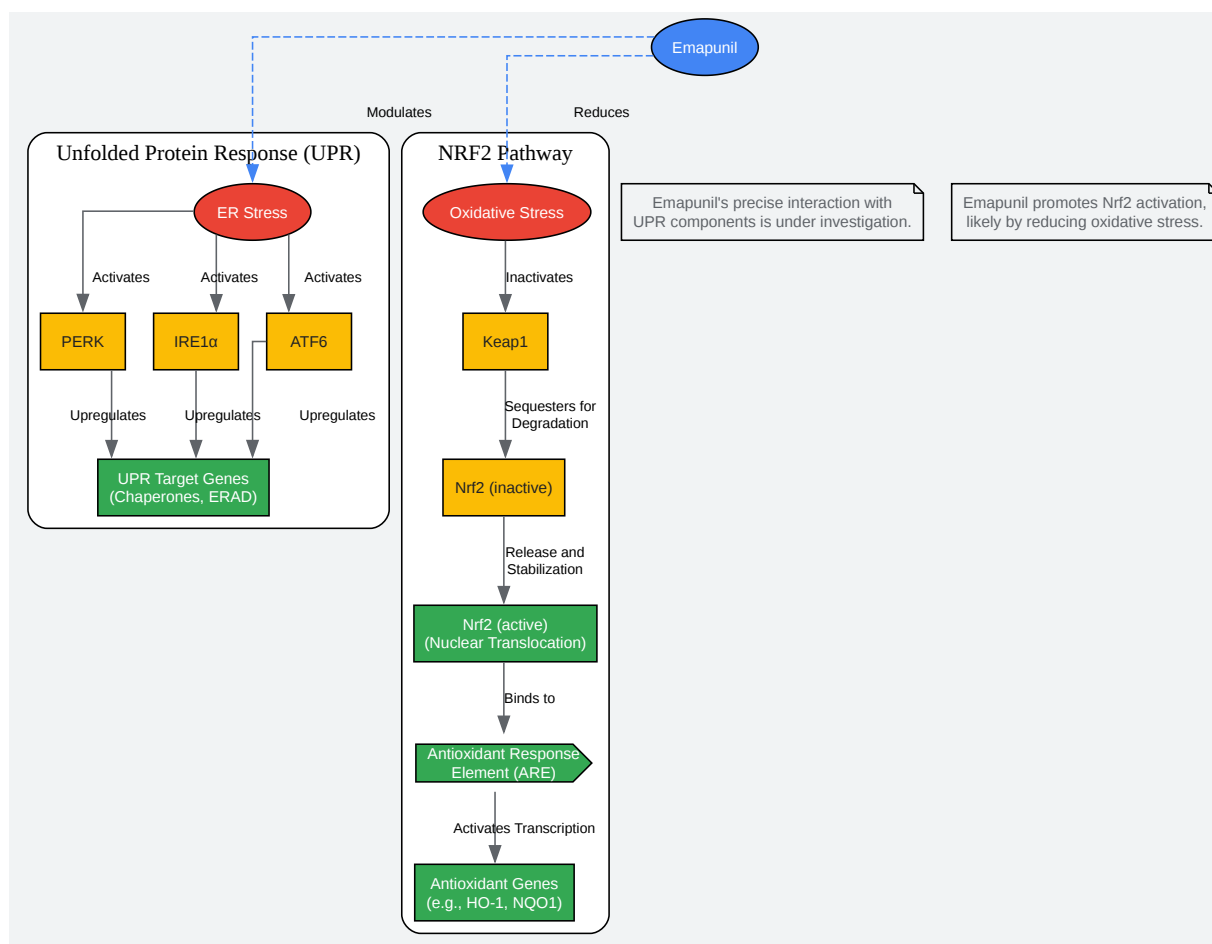 Emapunil
Modulates
Reduces
Unfolded Protein Response (UPR)
NRF2 Pathway
ER Stress
Oxidative Stress
Emapunil's precise interaction with
UPR components is under investigation.
Emapunil promotes Nrf2 activation,
likely by reducing oxidative stress.
Activates
Activates
Activates
Inactivates
PERK
IRE1α
ATF6
Keap1
Upregulates
Upregulates
Upregulates
Sequesters for
Degradation
UPR Target Genes
(Chaperones, ERAD)
Nrf2 (inactive)
Release and
Stabilization
Nrf2 (active)
(Nuclear Translocation)
Binds to
Antioxidant Response
Element (ARE)
Activates Transcription
Antioxidant Genes
(e.g., HO-1, NQO1)